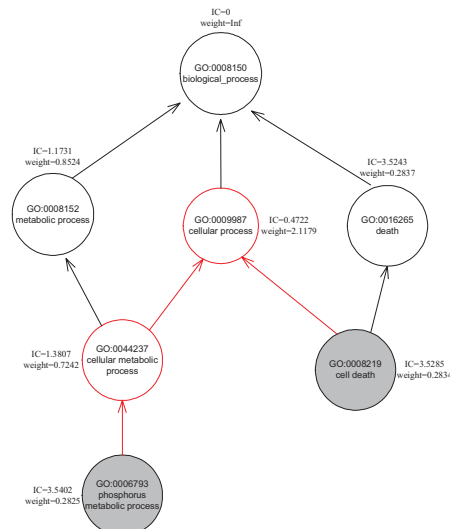 IC=0
weight=Inf
GO:0008150
biological_process
IC=1.1731
weight=0.8524
IC=3.5243
weight=0.2837
GO:0008152
metabolic process
GO:0009987
cellular process
IC=0.4722
weight=2.1179
GO:0016265
death
IC=1.3807
weight=0.7242
GO:0044237
cellular metabolic
process
GO:0008219
cell death
IC=3.5285
weight=0.2834
IC=3.5402
weight=0.2825
GO:0006793
phosphorus
metabolic process